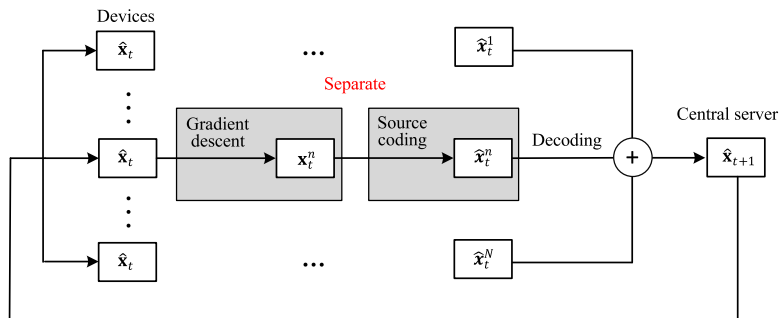 Devices
x̂_t ... x̂_t^1
Separate
⋮
Gradient descent
Source coding
Decoding
Central server
x̂_t x_t^n x̂_t^n + x̂_{t+1}
⋮
x̂_t ... x̂_t^N